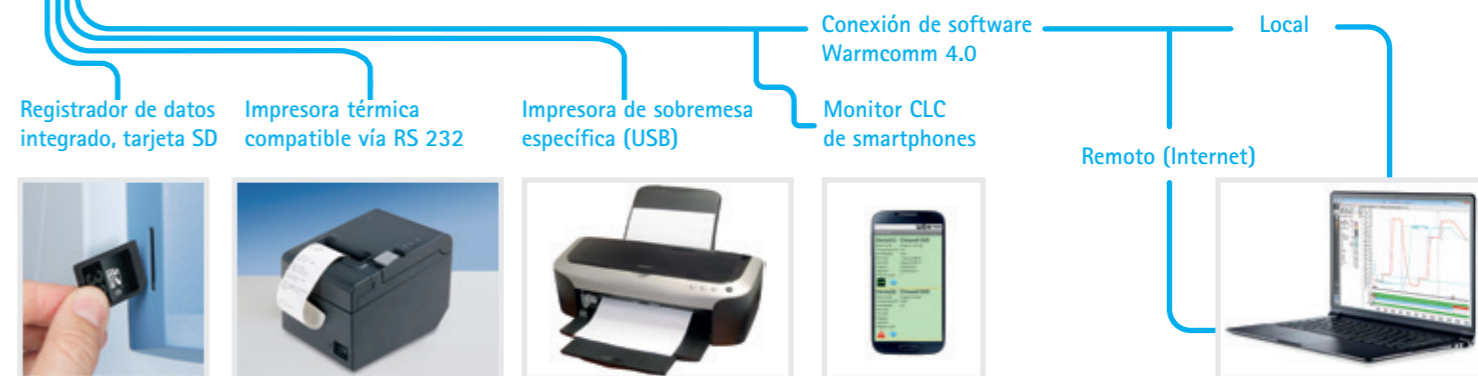 Conexión de software
Warmcomm 4.0
Local
Registrador de datos
integrado, tarjeta SD
Impresora térmica
compatible vía RS 232
Impresora de sobremesa
específica (USB)
Monitor CLC
de smartphones
Remoto (Internet)